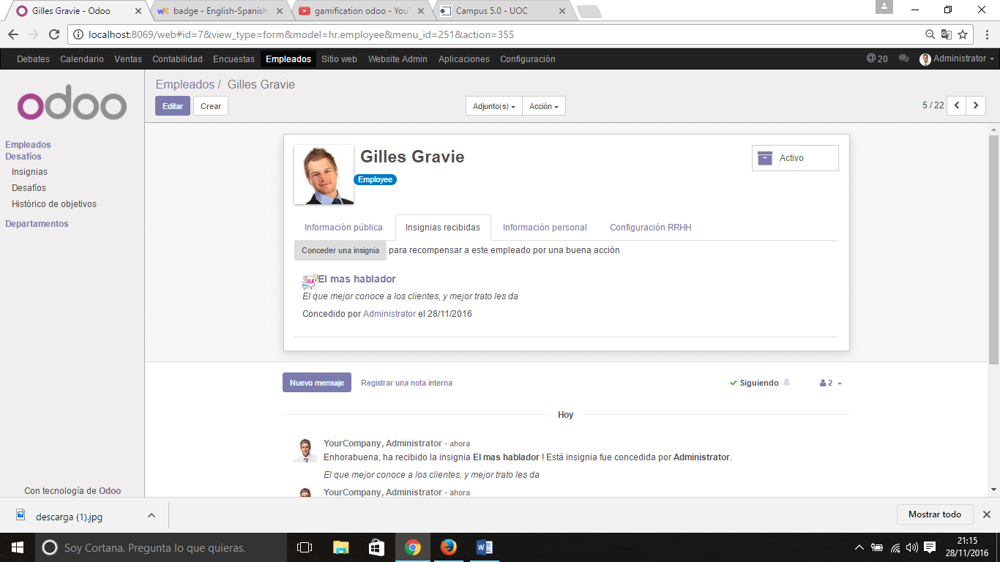 Gilles Gravie - Odoo
badge - English-Spanish
gamification odoo - You
Campus 5.0 - UOC
localhost:8069/web#id=7&view_type=form&model=hr.employee&menu_id=251&action=355
Debates Calendario Ventas Contabilidad Encuestas Empleados Sitio web Website Admin Aplicaciones Configuración
@ 20 Administrator
odoo
Empleados
Desafíos
Insignias
Desafíos
Histórico de objetivos
Departamentos
Con tecnología de Odoo
Empleados / Gilles Gravie
Editar Crear
Adjunto(s) Acción
5 / 22
Gilles Gravie
Employee
Activo
Información pública Insignias recibidas Información personal Configuración RRHH
Conceder una insignia para recompensar a este empleado por una buena acción
BLA
El mas hablador
El que mejor conoce a los clientes, y mejor trato les da
Concedido por Administrator el 28/11/2016
Nuevo mensaje Registrar una nota interna
Siguiendo 2
Hoy
YourCompany, Administrator - ahora
Enhorabuena, ha recibido la insignia El mas hablador ! Está insignia fue concedida por Administrator.
El que mejor conoce a los clientes, y mejor trato les da
YourCompany, Administrator - ahora
descarga (1).jpg
Mostrar todo
Soy Cortana. Pregunta lo que quieras.
21:15
28/11/2016